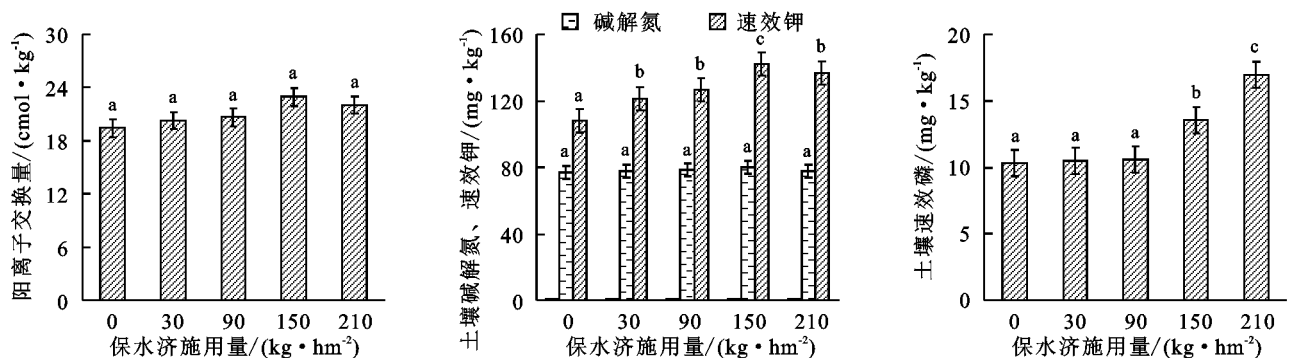 30
24
18
12
6
0
a a a a a
0 30 90 150 210
阳离子交换量/(cmol·kg⁻¹)
保水济施用量/(kg·hm⁻²)
碱解氮 速效钾
160
120
80
40
0
a a
a b
a b
a c
a b
0 30 90 150 210
土壤碱解氮、速效钾/(mg·kg⁻¹)
保水济施用量/(kg·hm⁻²)
20
15
10
5
0
a a a b c
0 30 90 150 210
土壤速效磷/(mg·kg⁻¹)
保水济施用量/(kg·hm⁻²)